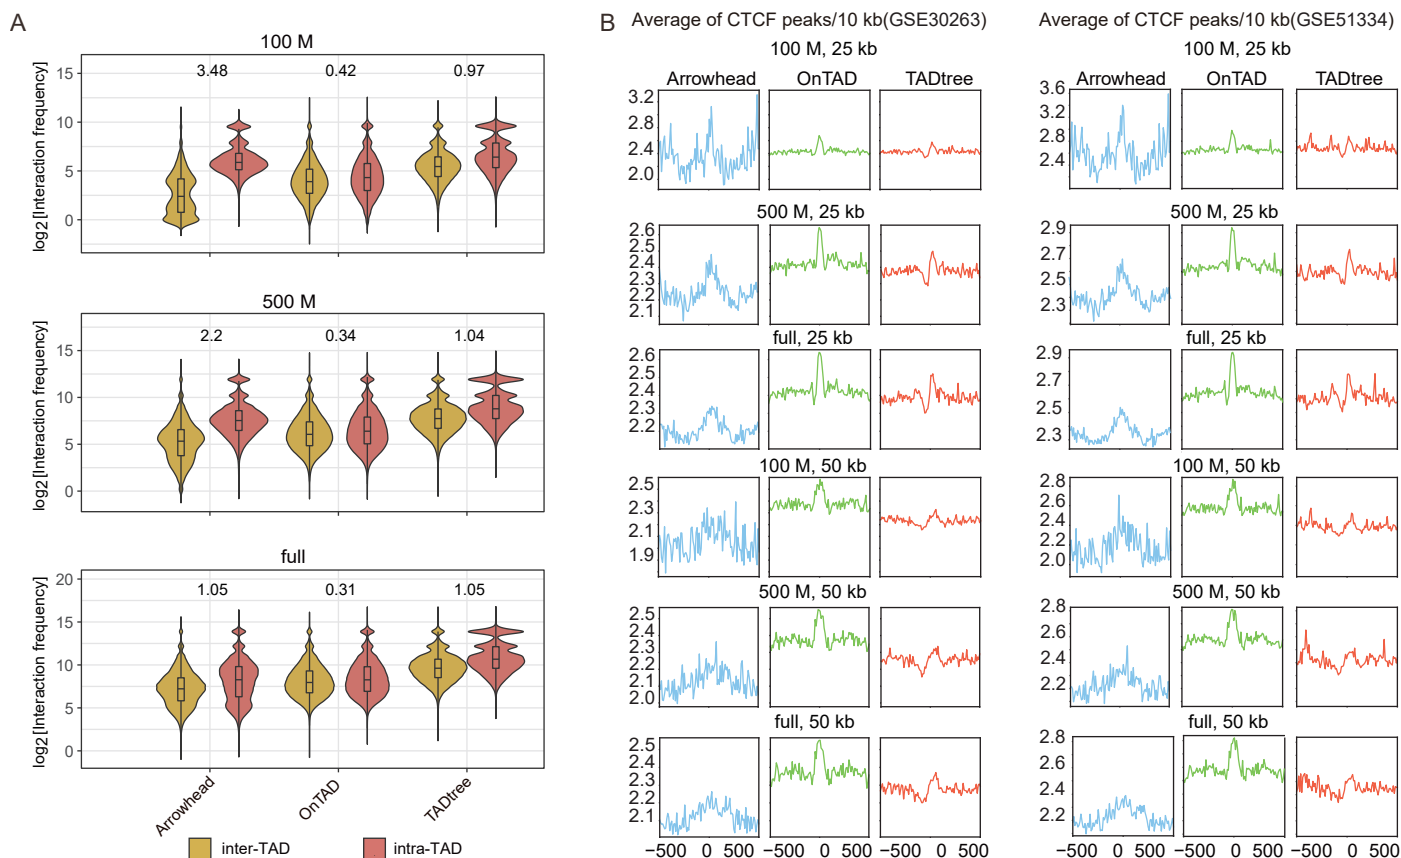 A
100 M
log2[Interaction frequency]
15
10
5
0
3.48
0.42
0.97
500 M
log2[Interaction frequency]
15
10
5
0
2.2
0.34
1.04
full
log2[Interaction frequency]
20
15
10
5
0
1.05
0.31
1.05
Arrowhead
OnTAD
TADtree
inter-TAD
intra-TAD
B
Average of CTCF peaks/10 kb(GSE30263)
100 M, 25 kb
Arrowhead OnTAD TADtree
3.2
2.8
2.4
2.0
500 M, 25 kb
2.6
2.5
2.4
2.3
2.2
2.1
full, 25 kb
2.6
2.4
2.3
2.2
100 M, 50 kb
2.5
2.3
2.1
1.9
500 M, 50 kb
2.5
2.4
2.3
2.2
2.1
2.0
full, 50 kb
2.5
2.3
2.2
2.1
−500 0 500 −500 0 500 −500 0 500
Average of CTCF peaks/10 kb(GSE51334)
100 M, 25 kb
Arrowhead OnTAD TADtree
3.6
3.2
2.8
2.4
500 M, 25 kb
2.9
2.7
2.5
2.3
full, 25 kb
2.9
2.7
2.5
2.3
100 M, 50 kb
2.8
2.6
2.4
2.2
2.0
500 M, 50 kb
2.8
2.6
2.4
2.2
full, 50 kb
2.8
2.6
2.4
2.2
−500 0 500 −500 0 500 −500 0 500